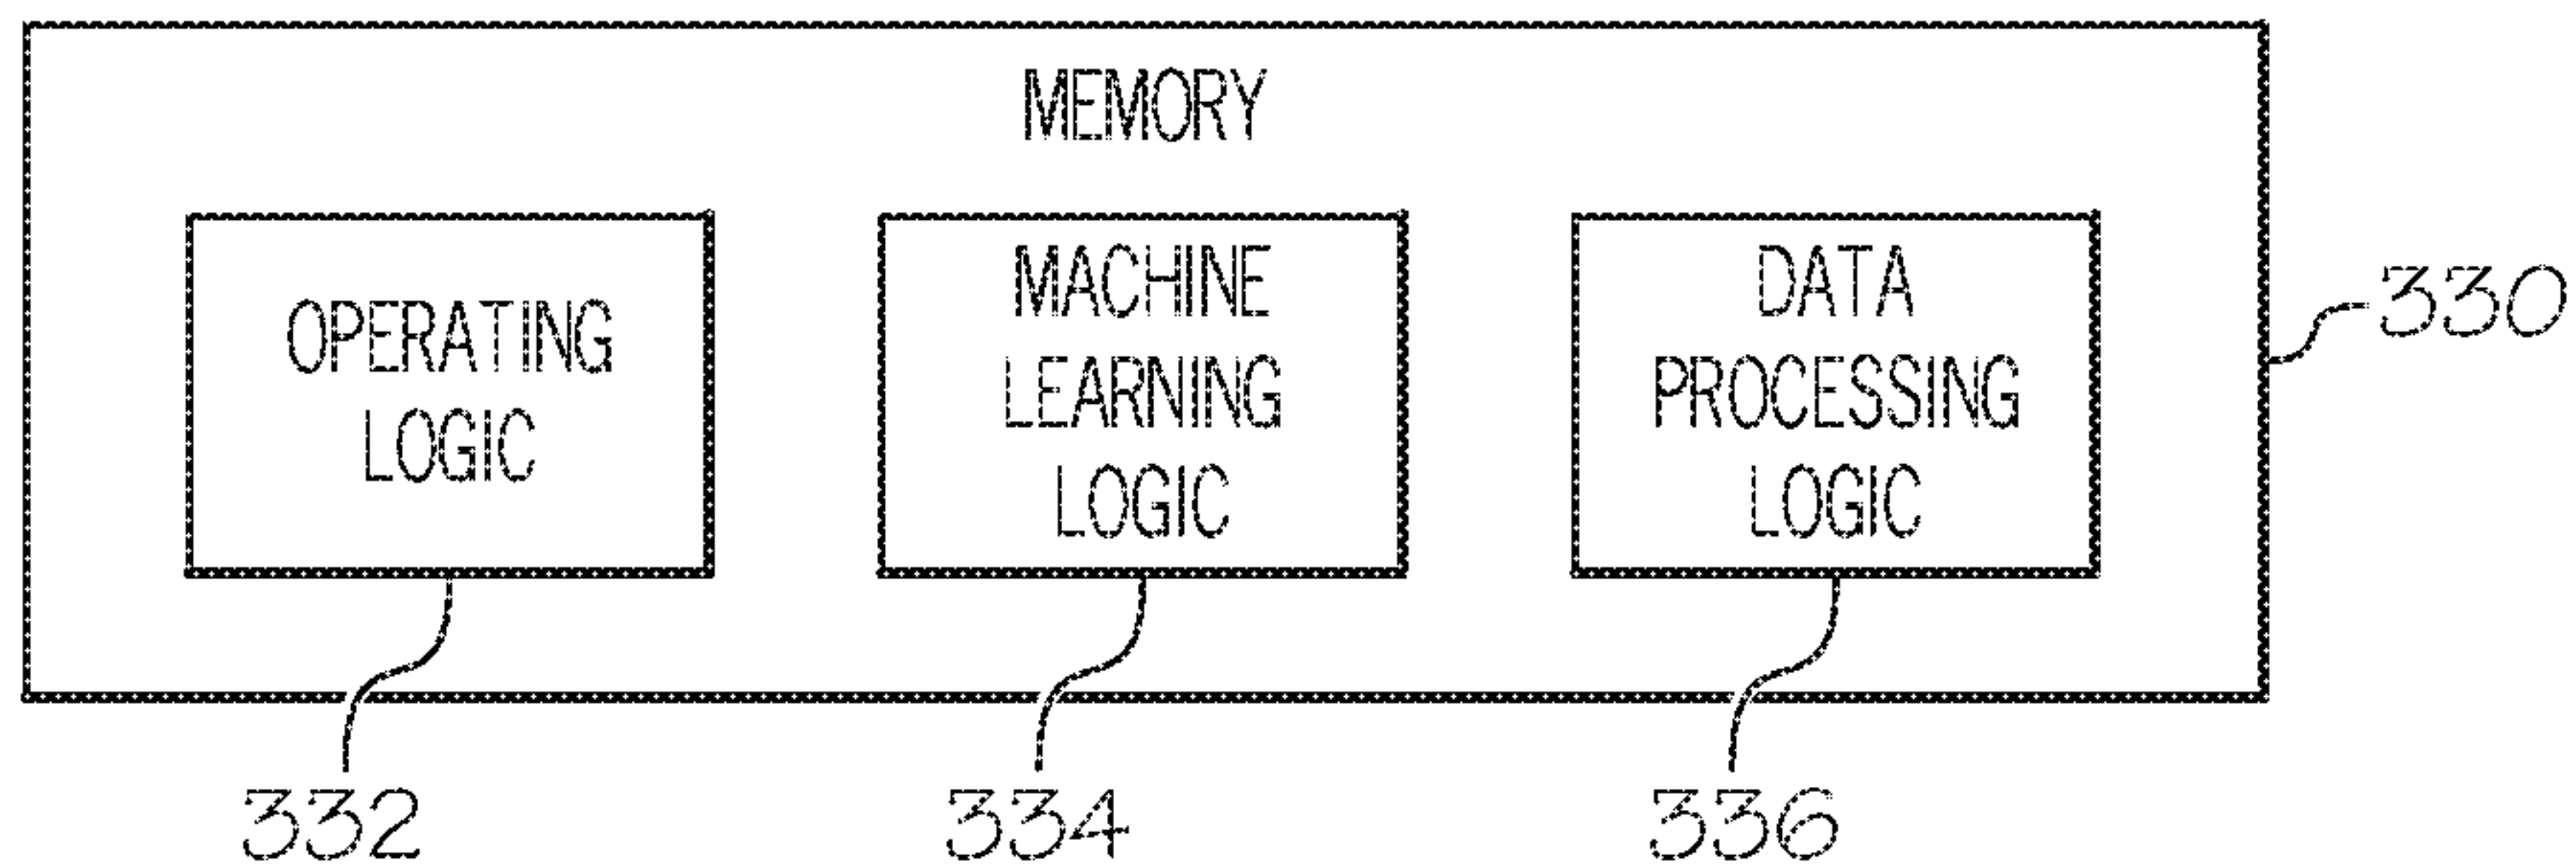 MEMORY
OPERATING
LOGIC
MACHINE
LEARNING
LOGIC
DATA
PROCESSING
LOGIC
330
332
334
336